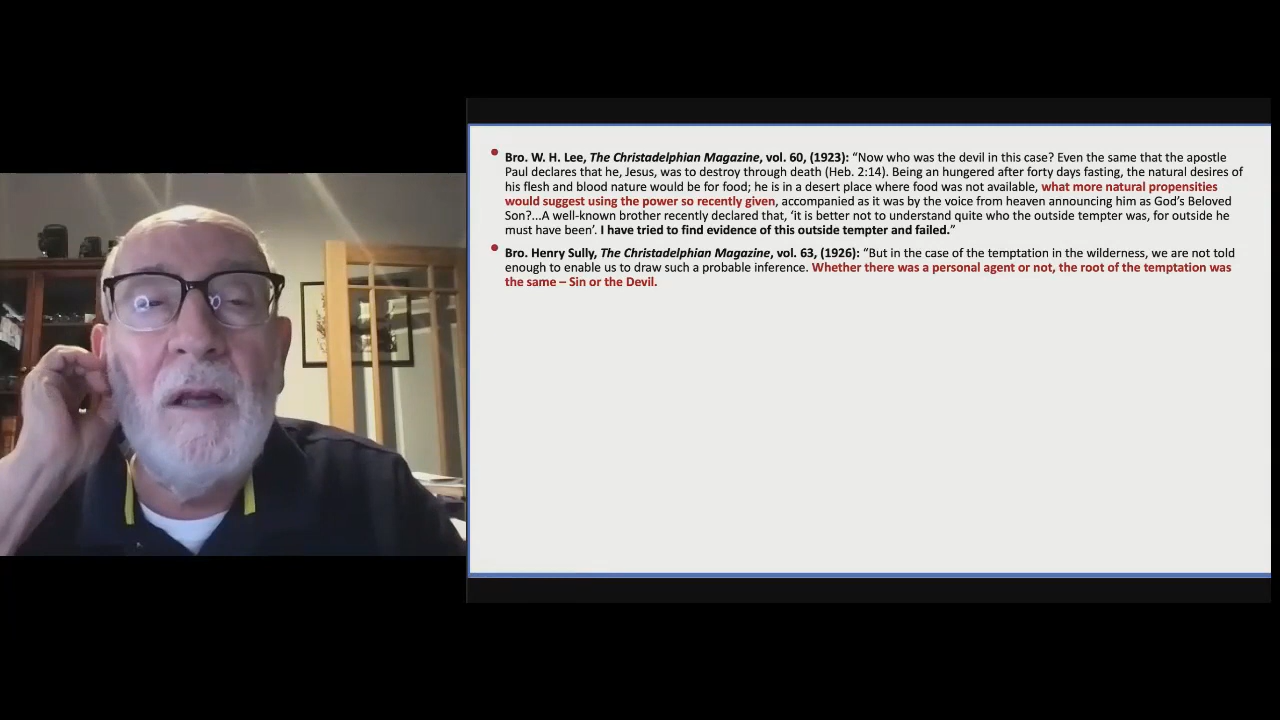 Bro. W. H. Lee, The Christadelphian Magazine, vol. 60, (1923): “Now who was the devil in this case? Even the same that the apostle
Paul declares that he, Jesus, was to destroy through death (Heb. 2:14). Being an hungered after forty days fasting, the natural desires of
his flesh and blood nature would be for food; he is in a desert place where food was not available, what more natural propensities
would suggest using the power so recently given, accompanied as it was by the voice from heaven announcing him as God’s Beloved
Son?...A well-known brother recently declared that, ‘it is better not to understand quite who the outside tempter was, for outside he
must have been’. I have tried to find evidence of this outside tempter and failed.”
Bro. Henry Sully, The Christadelphian Magazine, vol. 63, (1926): “But in the case of the temptation in the wilderness, we are not told
enough to enable us to draw such a probable inference. Whether there was a personal agent or not, the root of the temptation was
the same – Sin or the Devil.